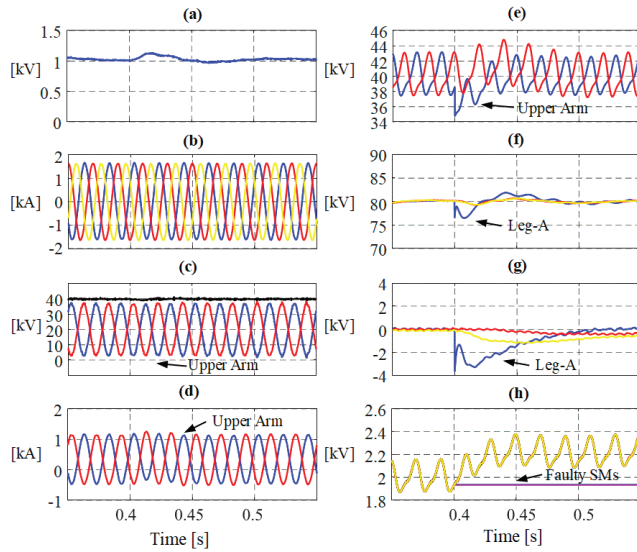 (a)
1.5
1
0.5
0
[kV]
(b)
2
1
0
-1
-2
[kA]
(c)
40
30
20
10
0
[kV]
Upper Arm
(d)
2
1
0
-1
[kA]
Upper Arm
0.4
0.45
0.5
Time [s]
(e)
46
44
42
40
38
36
34
[kV]
Upper Arm
(f)
90
85
80
75
70
[kV]
Leg-A
(g)
4
2
0
-2
-4
[kV]
Leg-A
(h)
2.6
2.4
2.2
2
1.8
[kV]
Faulty SMs
0.4
0.45
0.5
Time [s]